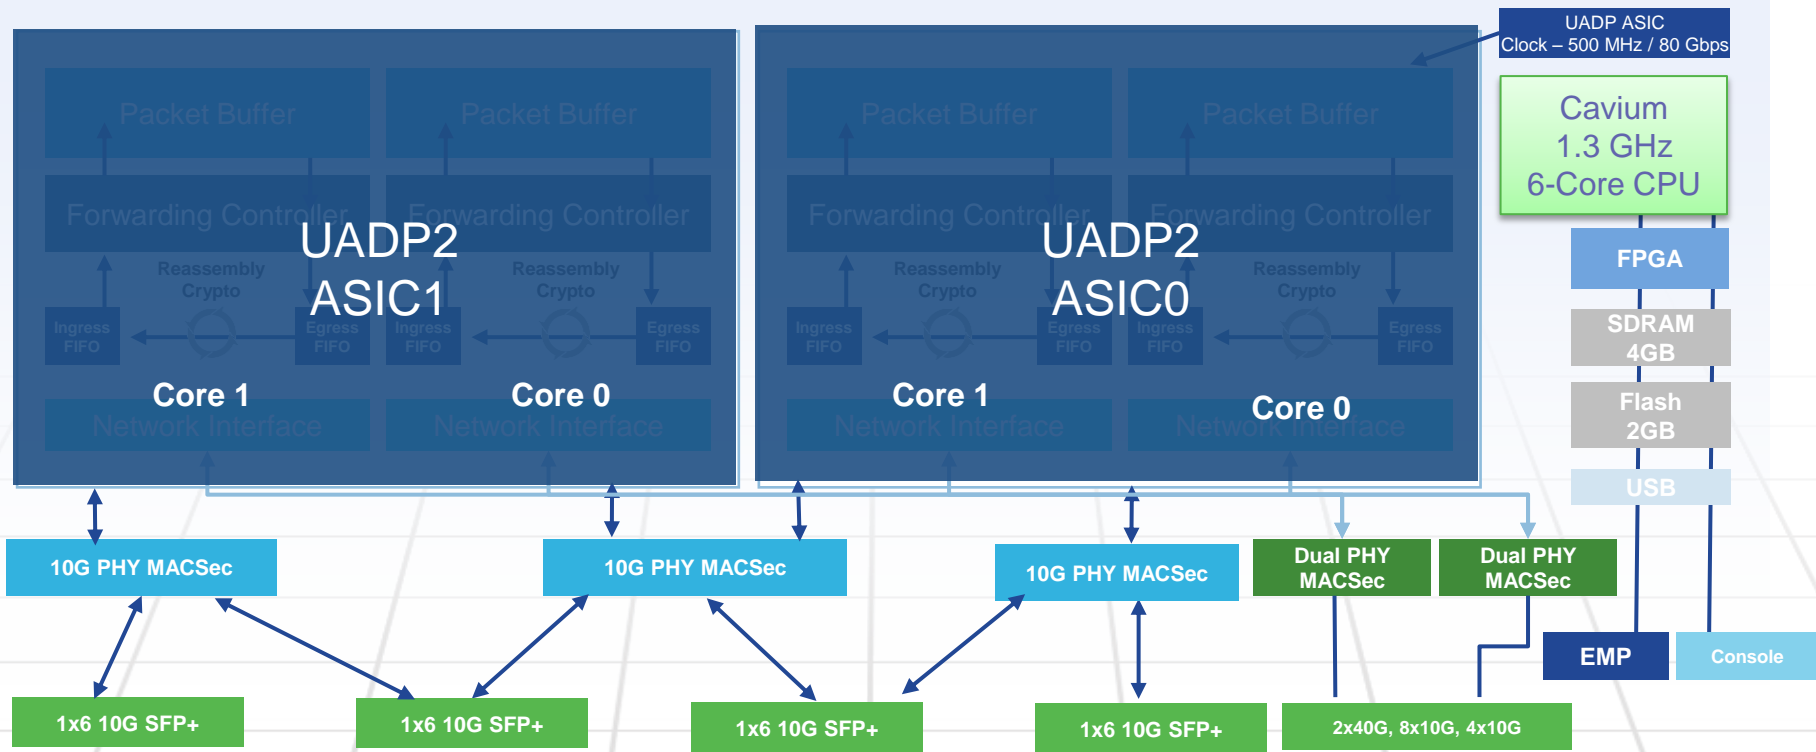 UADP ASIC
Clock – 500 MHz / 80 Gbps
Packet Buffer
Packet Buffer
Packet Buffer
Packet Buffer
Cavium
1.3 GHz
6-Core CPU
Forwarding Controller
Forwarding Controller
Forwarding Controller
Forwarding Controller
UADP2
ASIC1
UADP2
ASIC0
Reassembly
Crypto
Reassembly
Crypto
Reassembly
Crypto
Reassembly
Crypto
Ingress
FIFO
Egress
FIFO
Ingress
FIFO
Egress
FIFO
Ingress
FIFO
Egress
FIFO
Ingress
FIFO
Egress
FIFO
Core 1
Core 0
Core 1
Core 0
Network Interface
Network Interface
Network Interface
Network Interface
FPGA
SDRAM
4GB
Flash
2GB
USB
10G PHY MACSec
10G PHY MACSec
10G PHY MACSec
Dual PHY
MACSec
Dual PHY
MACSec
EMP
Console
1x6 10G SFP+
1x6 10G SFP+
1x6 10G SFP+
1x6 10G SFP+
2x40G, 8x10G, 4x10G